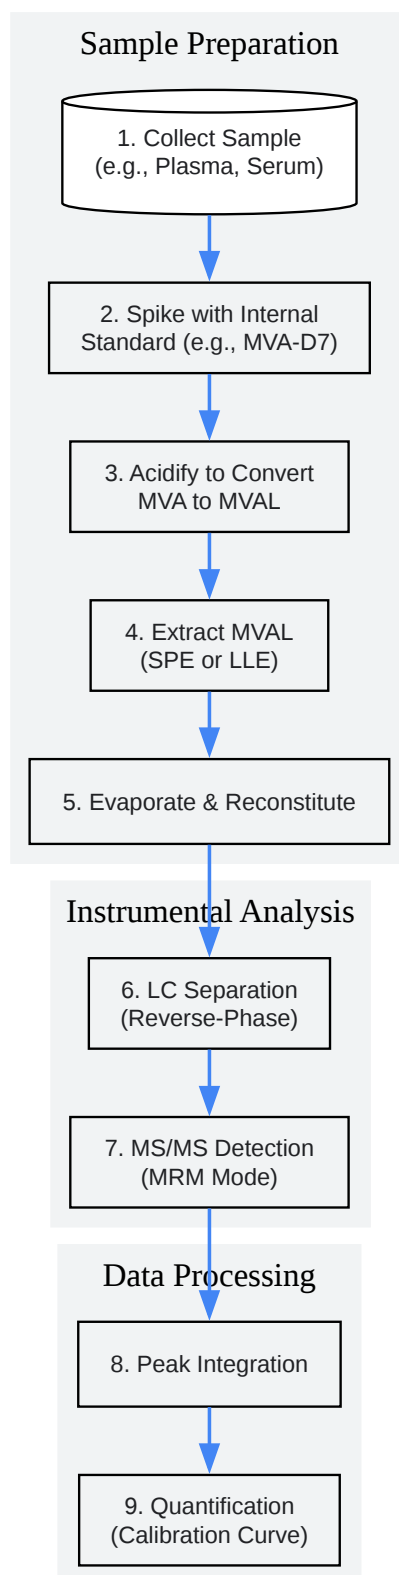 Sample Preparation
1. Collect Sample
(e.g., Plasma, Serum)
2. Spike with Internal
Standard (e.g., MVA-D7)
3. Acidify to Convert
MVA to MVAL
4. Extract MVAL
(SPE or LLE)
5. Evaporate & Reconstitute
Instrumental Analysis
6. LC Separation
(Reverse-Phase)
7. MS/MS Detection
(MRM Mode)
Data Processing
8. Peak Integration
9. Quantification
(Calibration Curve)